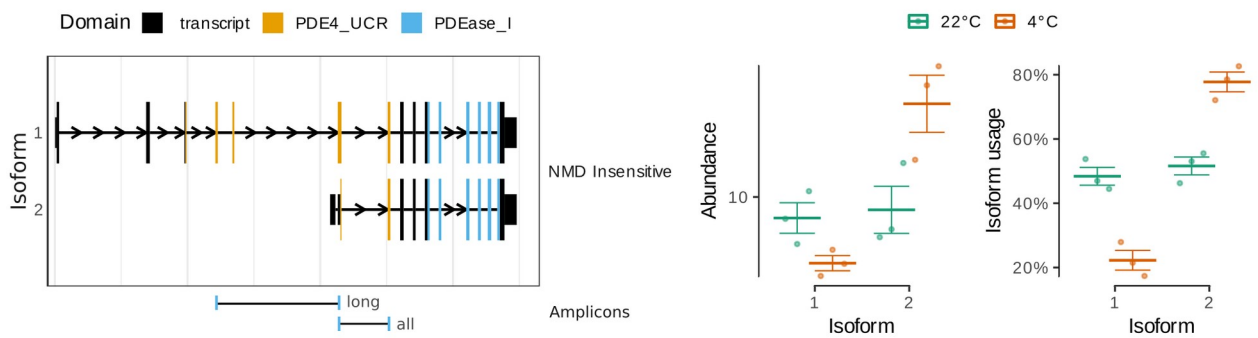 Domain transcript PDE4_UCR PDEase_I
Isoform
1
2
NMD Insensitive
long
all
Amplicons
22°C 4°C
Abundance
10
1 2
Isoform
Isoform usage
80%
60%
40%
20%
1 2
Isoform